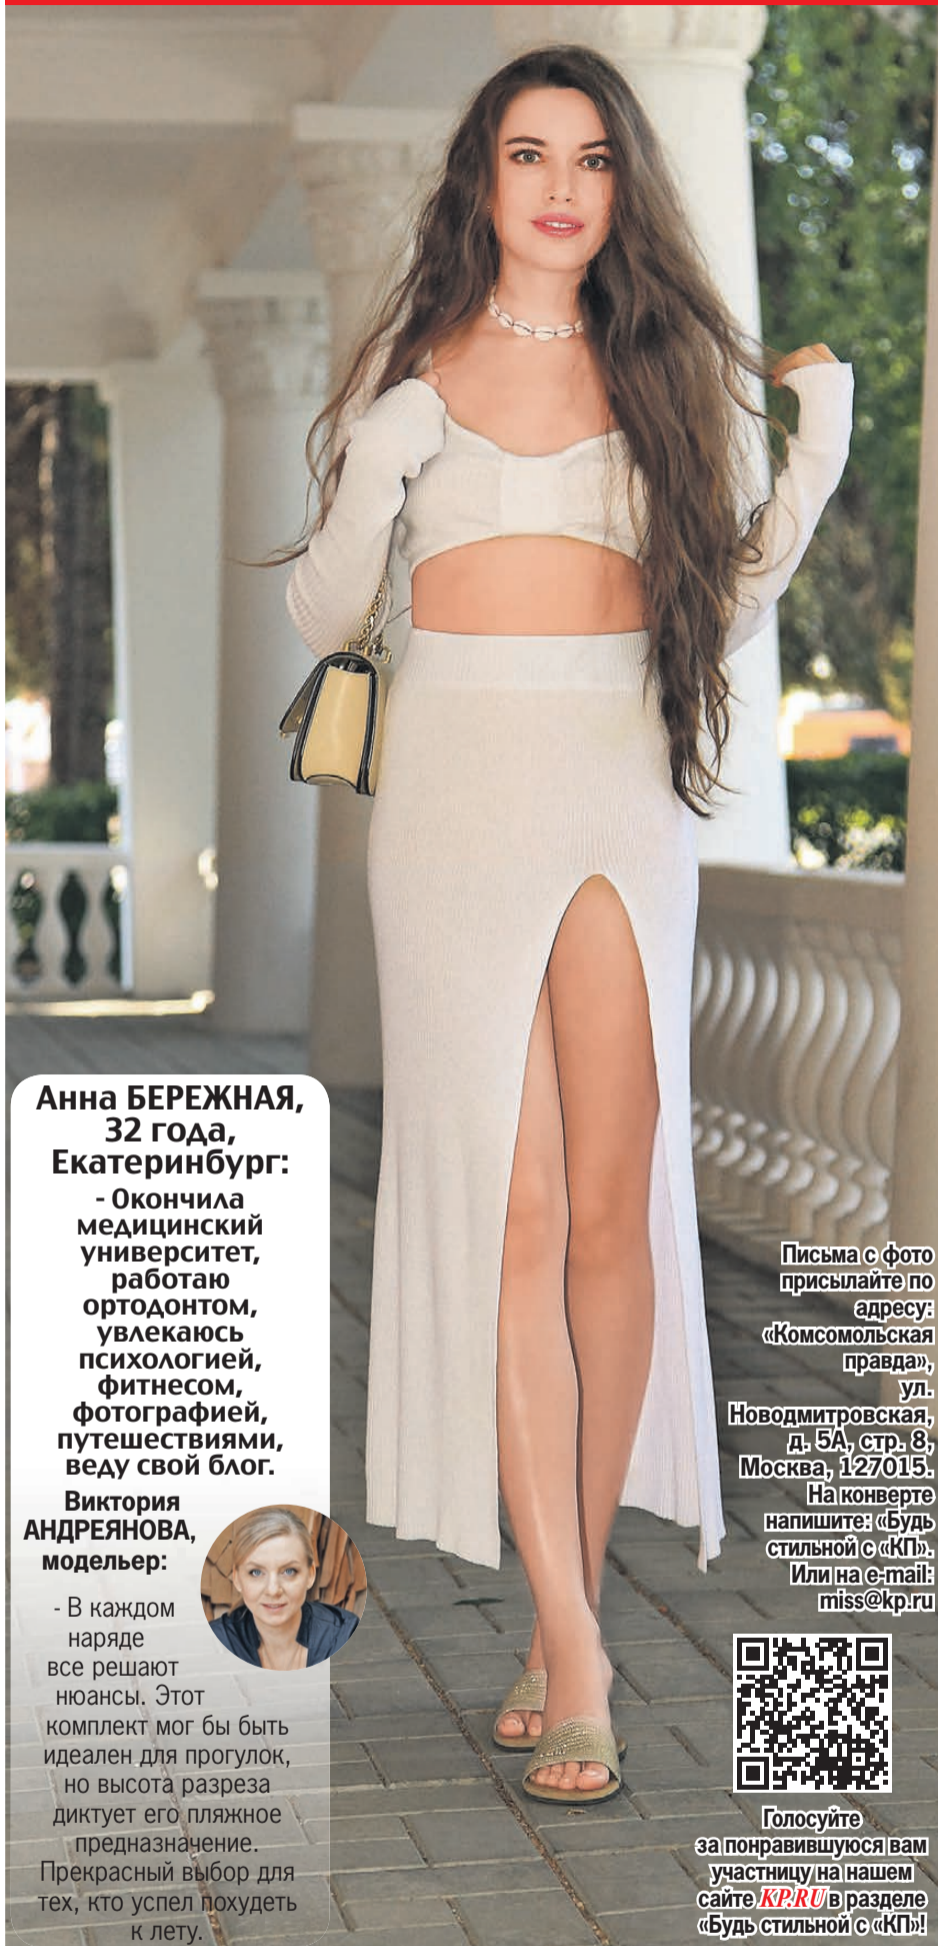 Анна БЕРЕЖНАЯ,
32 года,
Екатеринбург:
- Окончила
медицинский
университет,
работаю
ортодонтом,
увлекаюсь
психологией,
фитнесом,
фотографией,
путешествиями,
веду свой блог.
Виктория
АНДРЕЯНОВА,
модельер:
- В каждом
наряде
все решают
нюансы. Этот
комплект мог бы быть
идеален для прогулок,
но высота разреза
диктует его пляжное
предназначение.
Прекрасный выбор для
тех, кто успел похудеть
к лету.
Письма с фото
присылайте по
адресу:
«Комсомольская
правда»,
ул.
Новодмитровская,
д. 5А, стр. 8,
Москва, 127015.
На конверте
напишите: «Будь
стильной с «КП».
Или на e-mail:
miss@kp.ru
Голосуйте
за понравившуюся вам
участницу на нашем
сайте KP.RU в разделе
«Будь стильной с «КП»!